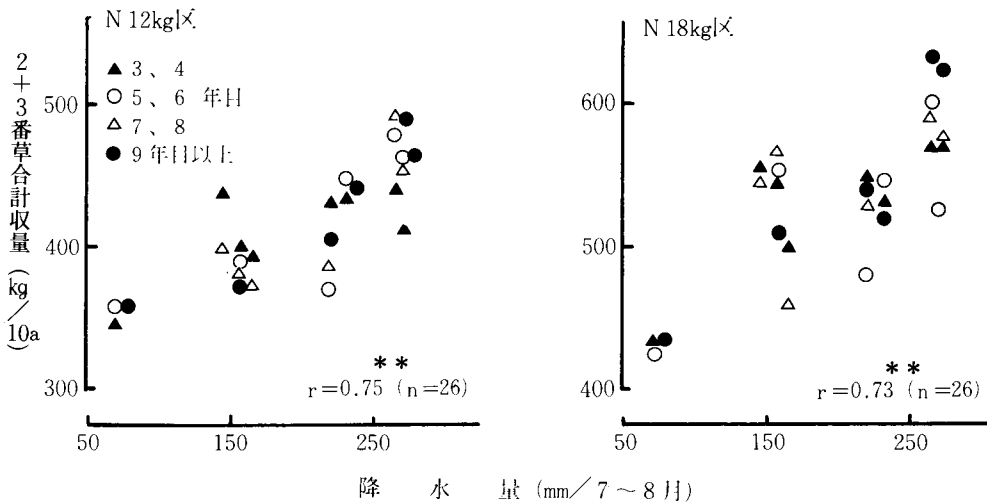 N 12kg区
▲ 3、4
○ 5、6 年目
△ 7、8
● 9年目以上
2+3番草合計収量(kg/10a)
500
400
300
50
150
250
**
r=0.75 (n=26)
N 18kg区
600
500
400
50
150
250
**
r=0.73 (n=26)
降水量 (mm/7~8月)